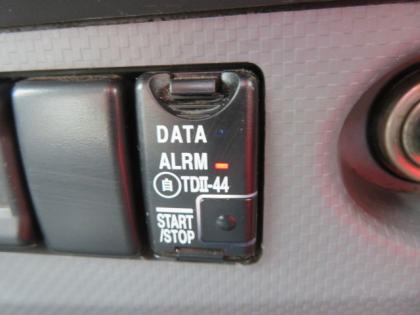 DATA
ALRM
自 TDII-44
START
/STOP